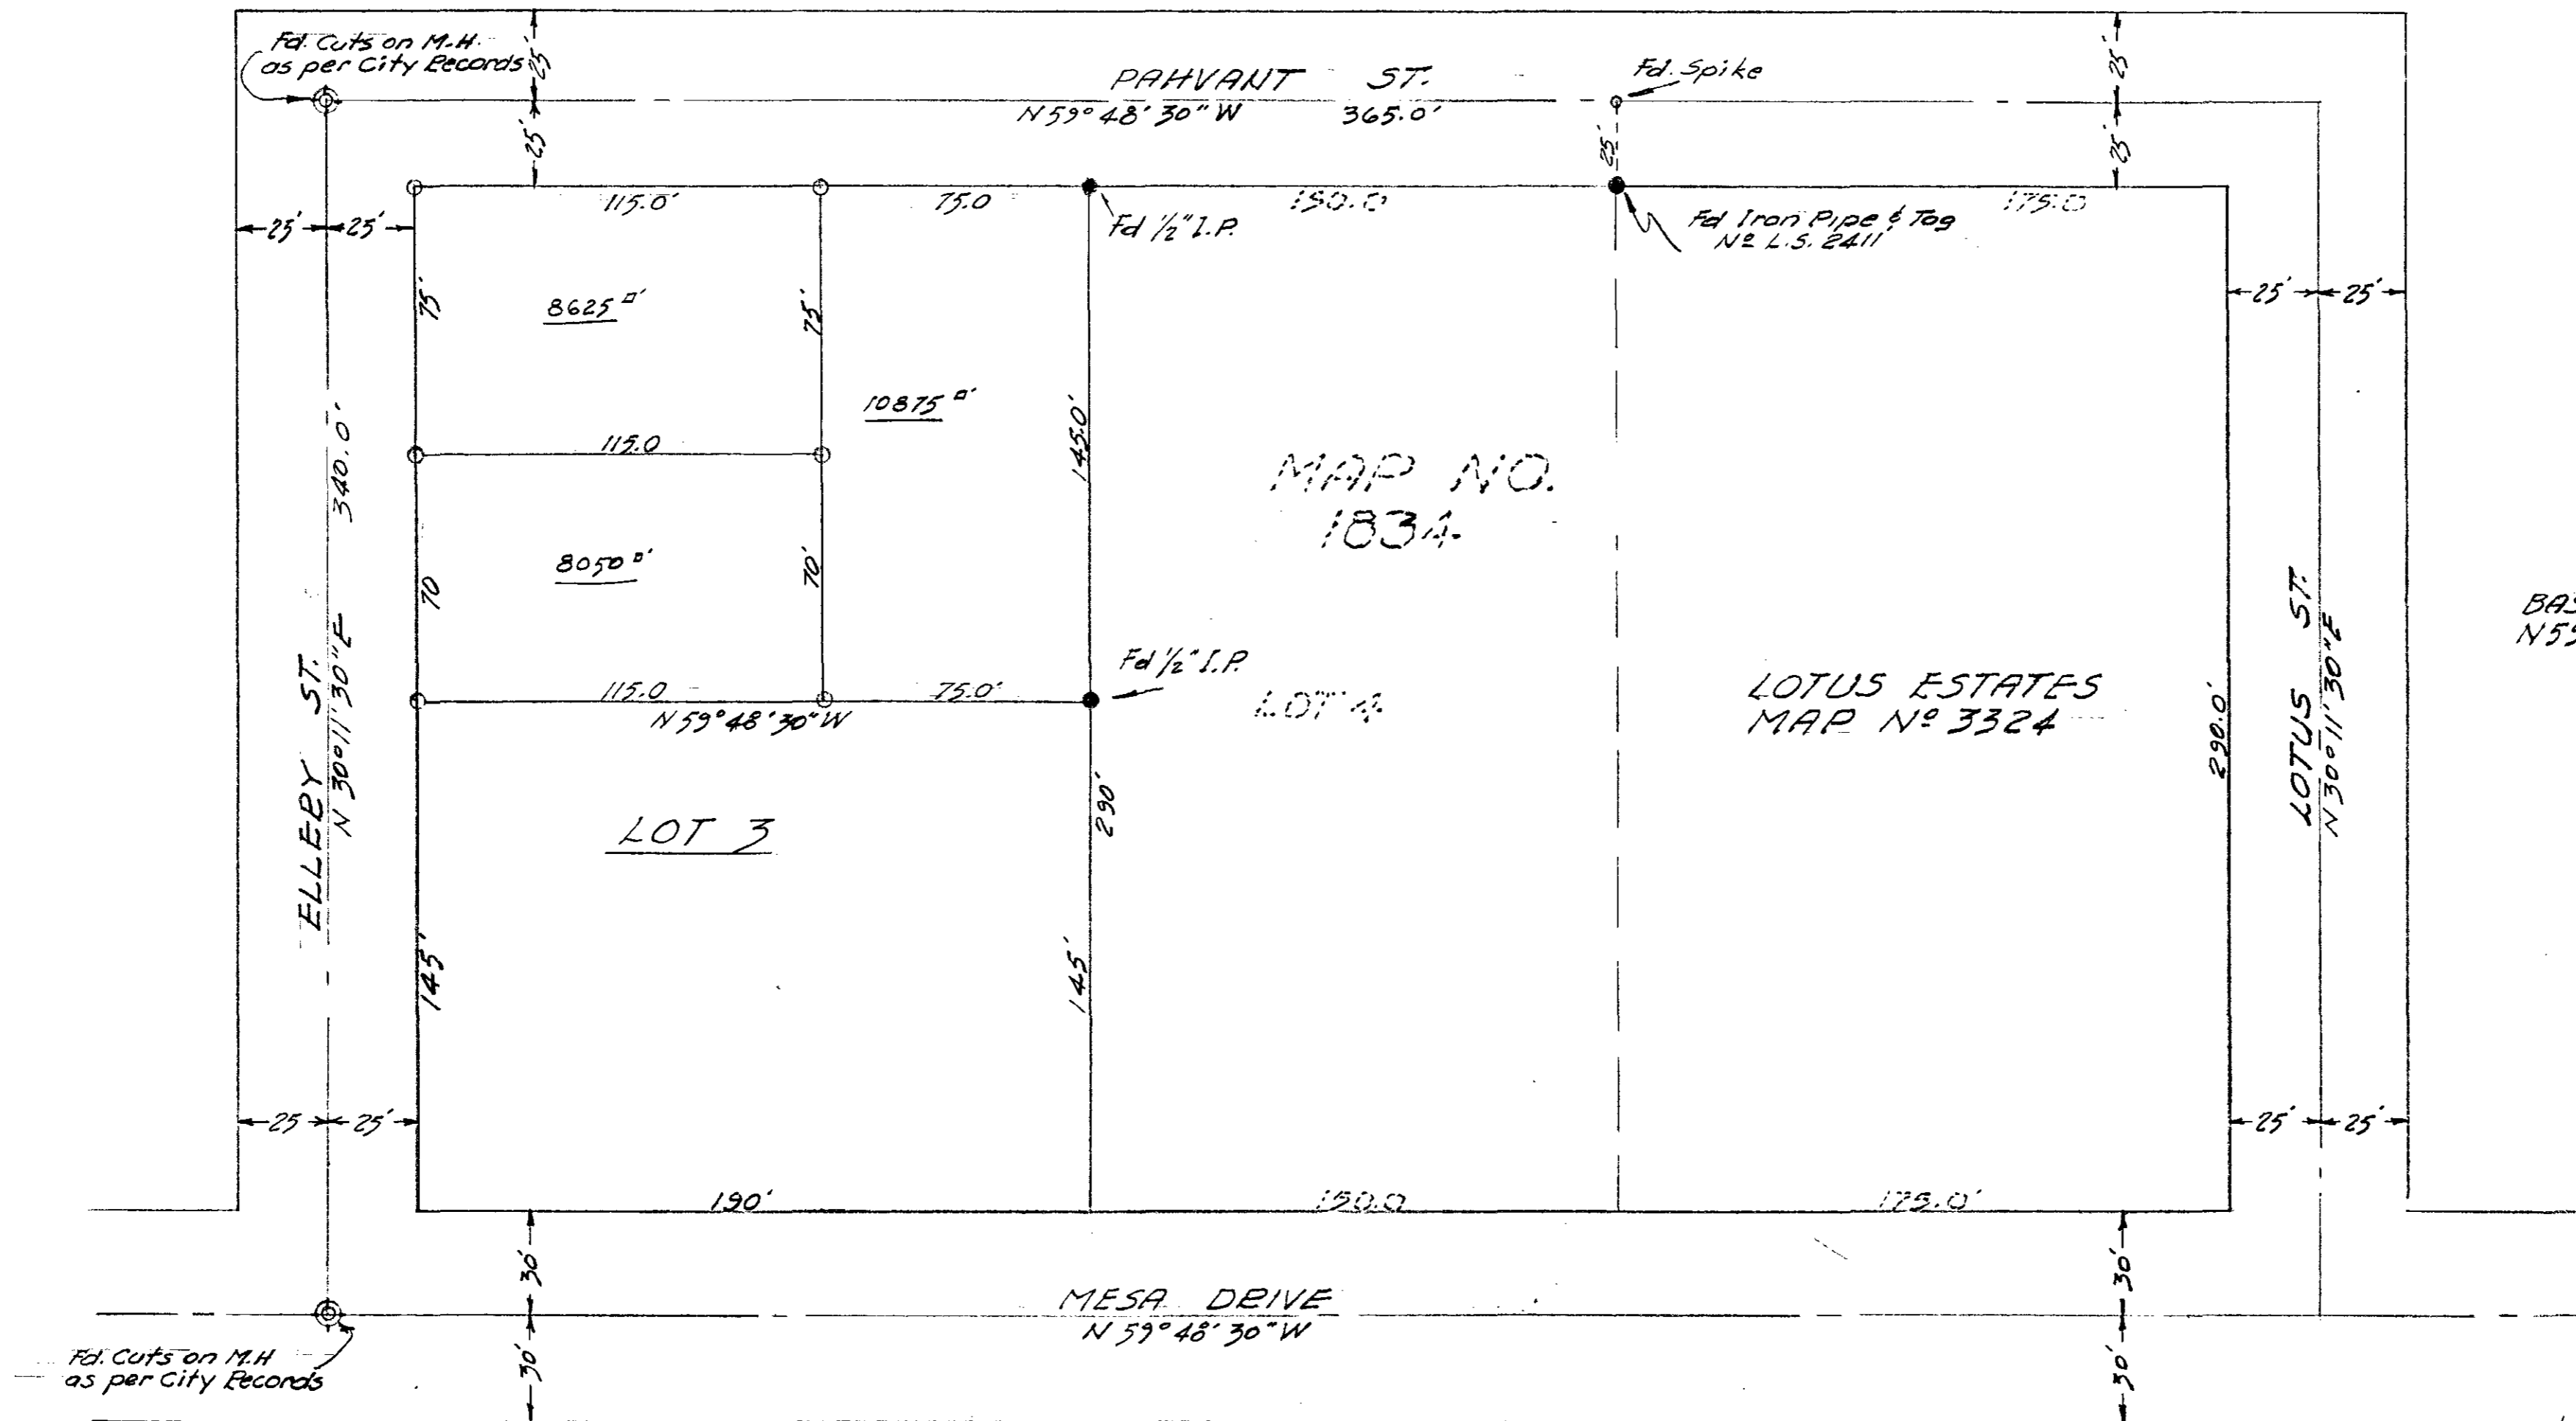 Fd. Cuts on M.H.
as per City Records
25'
25'
PAHVANT ST.
N 59° 48' 30" W 365.0'
Fd. Spike
25'
25'
25'
115.0'
75.0
Fd 1/2" I.P.
150.0
Fd Iron Pipe & Tag
Nº L.S. 2411
175.0
25' 25'
25' 25'
75'
8625 □'
75'
10875 □'
340.0'
115.0
145.0'
MAP NO.
1834
70
8050 □'
70'
ELLERY ST.
N 30° 11' 30" E
115.0
75.0'
N 59° 48' 30" W
Fd 1/2" I.P.
LOT 4
LOTUS ESTATES
MAP Nº 3324
290.0'
LOTUS ST.
N 30° 11' 30" E
LOT 3
290'
145'
145'
25 25'
25' 25'
190'
150.0
175.0'
30'
30'
MESA DRIVE
N 59° 48' 30" W
Fd. Cuts on M.H
as per City Records
30'
30'